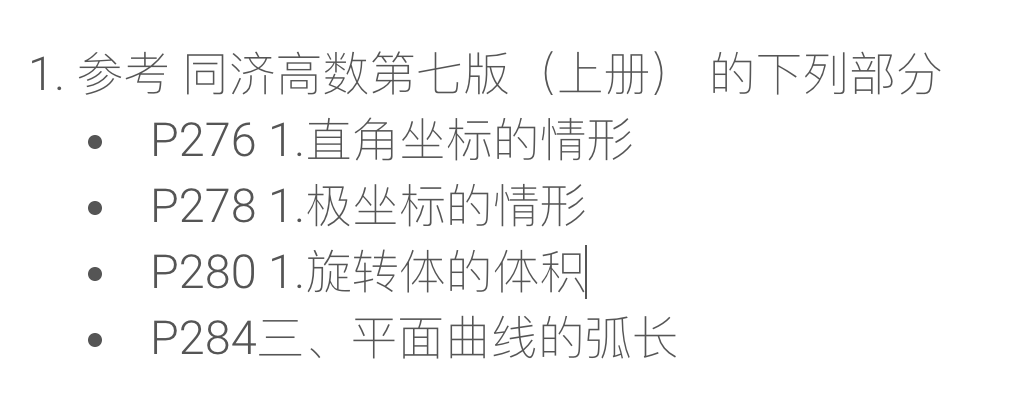 1. 参考 同济高数第七版（上册） 的下列部分
• P276 1.直角坐标的情形
• P278 1.极坐标的情形
• P280 1.旋转体的体积
• P284三、平面曲线的弧长